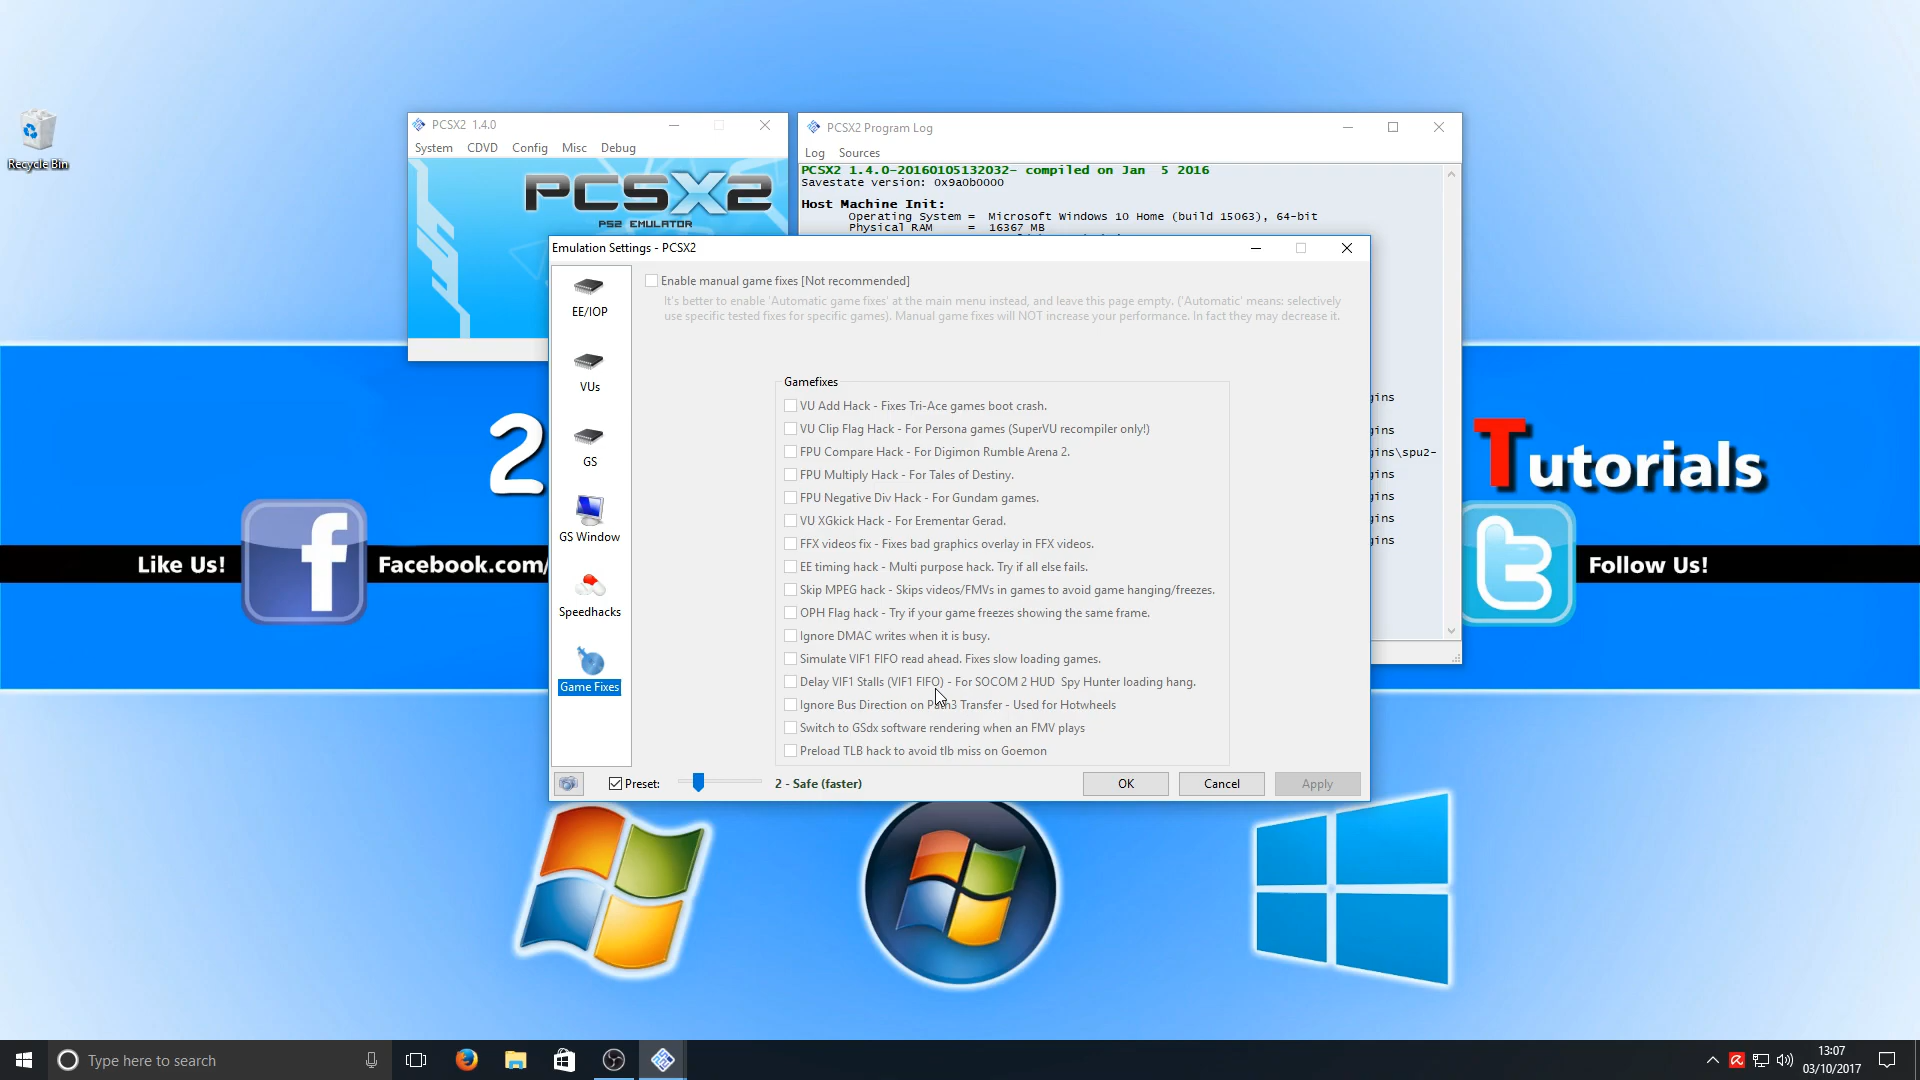 Recycle Bin
PCSX2 1.4.0
System CDVD Config Misc Debug
PCSX2
PS2 EMULATOR
PCSX2 Program Log
Log Sources
PCSX2 1.4.0-20160105132032- compiled on Jan 5 2016
Savestate version: 0x9a0b0000
Host Machine Init:
Operating System = Microsoft Windows 10 Home (build 15063), 64-bit
Physical RAM = 16367 MB
gins
gins
gins\spu2-
gins
gins
gins
gins
Emulation Settings - PCSX2
EE/IOP
VUs
GS
GS Window
Speedhacks
Game Fixes
Enable manual game fixes [Not recommended]
It's better to enable 'Automatic game fixes' at the main menu instead, and leave this page empty. ('Automatic' means: selectively
use specific tested fixes for specific games). Manual game fixes will NOT increase your performance. In fact they may decrease it.
Gamefixes
VU Add Hack - Fixes Tri-Ace games boot crash.
VU Clip Flag Hack - For Persona games (SuperVU recompiler only!)
FPU Compare Hack - For Digimon Rumble Arena 2.
FPU Multiply Hack - For Tales of Destiny.
FPU Negative Div Hack - For Gundam games.
VU XGkick Hack - For Erementar Gerad.
FFX videos fix - Fixes bad graphics overlay in FFX videos.
EE timing hack - Multi purpose hack. Try if all else fails.
Skip MPEG hack - Skips videos/FMVs in games to avoid game hanging/freezes.
OPH Flag hack - Try if your game freezes showing the same frame.
Ignore DMAC writes when it is busy.
Simulate VIF1 FIFO read ahead. Fixes slow loading games.
Delay VIF1 Stalls (VIF1 FIFO) - For SOCOM 2 HUD Spy Hunter loading hang.
Ignore Bus Direction on Path3 Transfer - Used for Hotwheels
Switch to GSdx software rendering when an FMV plays
Preload TLB hack to avoid tlb miss on Goemon
Preset: 2 - Safe (faster)
OK Cancel Apply
2
Tutorials
Like Us!
f
Facebook.com/
t
Follow Us!
Type here to search
13:07
03/10/2017